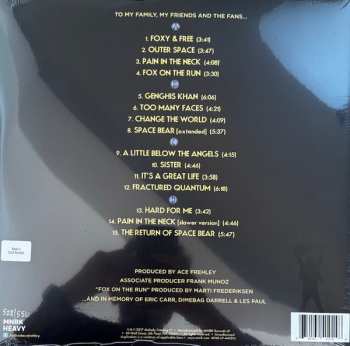 TO MY FAMILY, MY FRIENDS AND THE FANS...
1. FOXY & FREE (3:41)
2. OUTER SPACE (3:47)
3. PAIN IN THE NECK (4:08)
4. FOX ON THE RUN (3:30)
5. GENGHIS KHAN (6:06)
6. TOO MANY FACES (4:21)
7. CHANGE THE WORLD (4:09)
8. SPACE BEAR [extended] (5:37)
9. A LITTLE BELOW THE ANGELS (4:15)
10. SISTER (4:46)
11. IT'S A GREAT LIFE (3:58)
12. FRACTURED QUANTUM (6:18)
13. HARD FOR ME (3:42)
14. PAIN IN THE NECK [slower version] (4:46)
15. THE RETURN OF SPACE BEAR (5:47)
PRODUCED BY ACE FREHLEY
ASSOCIATE PRODUCER FRANK MUNOZ
"FOX ON THE RUN" PRODUCED BY MARTI FREDERIKSEN
...AND IN MEMORY OF ERIC CARR, DIMEBAG DARRELL & LES PAUL
MNRK
HEAVY